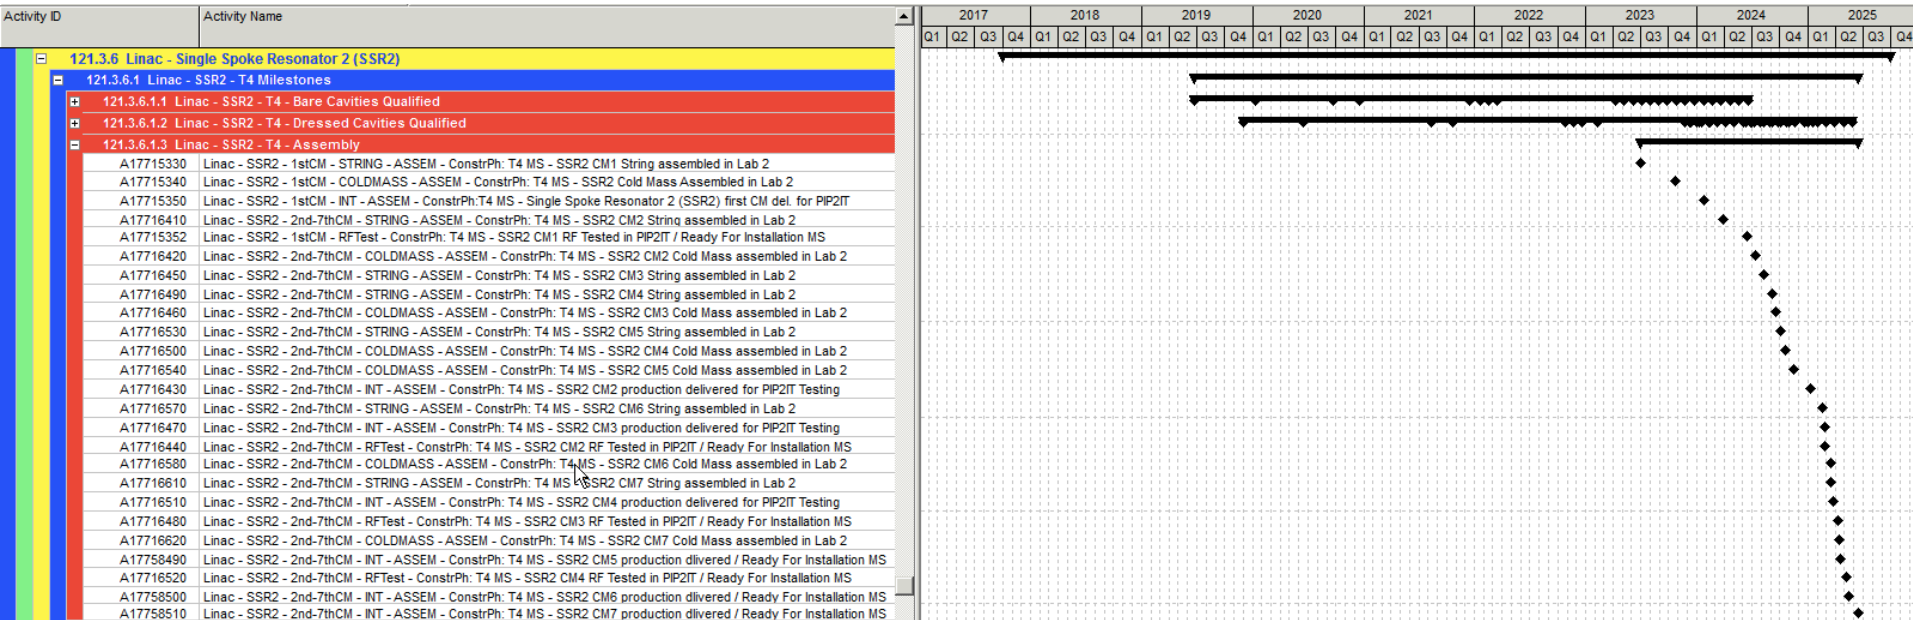 Activity ID Activity Name 2017 2018 2019 2020 2021 2022 2023 2024 2025
Q1 Q2 Q3 Q4 Q1 Q2 Q3 Q4 Q1 Q2 Q3 Q4 Q1 Q2 Q3 Q4 Q1 Q2 Q3 Q4 Q1 Q2 Q3 Q4 Q1 Q2 Q3 Q4 Q1 Q2 Q3 Q4 Q1 Q2 Q3 Q4
121.3.6 Linac - Single Spoke Resonator 2 (SSR2)
121.3.6.1 Linac - SSR2 - T4 Milestones
121.3.6.1.1 Linac - SSR2 - T4 - Bare Cavities Qualified
121.3.6.1.2 Linac - SSR2 - T4 - Dressed Cavities Qualified
121.3.6.1.3 Linac - SSR2 - T4 - Assembly
A17715330 Linac - SSR2 - 1stCM - STRING - ASSEM - ConstrPh: T4 MS - SSR2 CM1 String assembled in Lab 2
A17715340 Linac - SSR2 - 1stCM - COLDMASS - ASSEM - ConstrPh: T4 MS - SSR2 Cold Mass Assembled in Lab 2
A17715350 Linac - SSR2 - 1stCM - INT - ASSEM - ConstrPh:T4 MS - Single Spoke Resonator 2 (SSR2) first CM del. for PIP2IT
A17716410 Linac - SSR2 - 2nd-7thCM - STRING - ASSEM - ConstrPh: T4 MS - SSR2 CM2 String assembled in Lab 2
A17715352 Linac - SSR2 - 1stCM - RFTest - ConstrPh: T4 MS - SSR2 CM1 RF Tested in PIP2IT / Ready For Installation MS
A17716420 Linac - SSR2 - 2nd-7thCM - COLDMASS - ASSEM - ConstrPh: T4 MS - SSR2 CM2 Cold Mass assembled in Lab 2
A17716450 Linac - SSR2 - 2nd-7thCM - STRING - ASSEM - ConstrPh: T4 MS - SSR2 CM3 String assembled in Lab 2
A17716490 Linac - SSR2 - 2nd-7thCM - STRING - ASSEM - ConstrPh: T4 MS - SSR2 CM4 String assembled in Lab 2
A17716460 Linac - SSR2 - 2nd-7thCM - COLDMASS - ASSEM - ConstrPh: T4 MS - SSR2 CM3 Cold Mass assembled in Lab 2
A17716530 Linac - SSR2 - 2nd-7thCM - STRING - ASSEM - ConstrPh: T4 MS - SSR2 CM5 String assembled in Lab 2
A17716500 Linac - SSR2 - 2nd-7thCM - COLDMASS - ASSEM - ConstrPh: T4 MS - SSR2 CM4 Cold Mass assembled in Lab 2
A17716540 Linac - SSR2 - 2nd-7thCM - COLDMASS - ASSEM - ConstrPh: T4 MS - SSR2 CM5 Cold Mass assembled in Lab 2
A17716430 Linac - SSR2 - 2nd-7thCM - INT - ASSEM - ConstrPh: T4 MS - SSR2 CM2 production delivered for PIP2IT Testing
A17716570 Linac - SSR2 - 2nd-7thCM - STRING - ASSEM - ConstrPh: T4 MS - SSR2 CM6 String assembled in Lab 2
A17716470 Linac - SSR2 - 2nd-7thCM - INT - ASSEM - ConstrPh: T4 MS - SSR2 CM3 production delivered for PIP2IT Testing
A17716440 Linac - SSR2 - 2nd-7thCM - RFTest - ConstrPh: T4 MS - SSR2 CM2 RF Tested in PIP2IT / Ready For Installation MS
A17716580 Linac - SSR2 - 2nd-7thCM - COLDMASS - ASSEM - ConstrPh: T4 MS - SSR2 CM6 Cold Mass assembled in Lab 2
A17716610 Linac - SSR2 - 2nd-7thCM - STRING - ASSEM - ConstrPh: T4 MS - SSR2 CM7 String assembled in Lab 2
A17716510 Linac - SSR2 - 2nd-7thCM - INT - ASSEM - ConstrPh: T4 MS - SSR2 CM4 production delivered for PIP2IT Testing
A17716480 Linac - SSR2 - 2nd-7thCM - RFTest - ConstrPh: T4 MS - SSR2 CM3 RF Tested in PIP2IT / Ready For Installation MS
A17716620 Linac - SSR2 - 2nd-7thCM - COLDMASS - ASSEM - ConstrPh: T4 MS - SSR2 CM7 Cold Mass assembled in Lab 2
A17758490 Linac - SSR2 - 2nd-7thCM - INT - ASSEM - ConstrPh: T4 MS - SSR2 CM5 production dlivered / Ready For Installation MS
A17716520 Linac - SSR2 - 2nd-7thCM - RFTest - ConstrPh: T4 MS - SSR2 CM4 RF Tested in PIP2IT / Ready For Installation MS
A17758500 Linac - SSR2 - 2nd-7thCM - INT - ASSEM - ConstrPh: T4 MS - SSR2 CM6 production dlivered / Ready For Installation MS
A17758510 Linac - SSR2 - 2nd-7thCM - INT - ASSEM - ConstrPh: T4 MS - SSR2 CM7 production dlivered / Ready For Installation MS